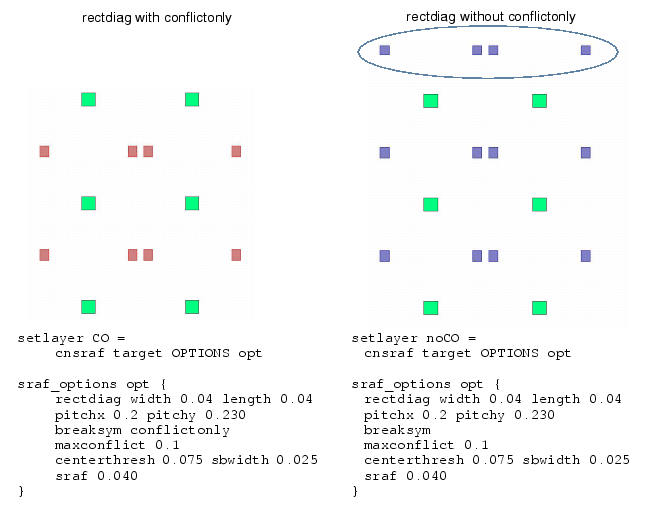 rectdiag with conflictonly
setlayer CO =
cnsraf target OPTIONS opt
sraf_options opt {
rectdiag width 0.04 length 0.04
pitchx 0.2 pitchy 0.230
breaksym conflictonly
maxconflict 0.1
centerthresh 0.075 sbwidth 0.025
sraf 0.040
}
rectdiag without conflictonly
setlayer noCO =
cnsraf target OPTIONS opt
sraf_options opt {
rectdiag width 0.04 length 0.04
pitchx 0.2 pitchy 0.230
breaksym
maxconflict 0.1
centerthresh 0.075 sbwidth 0.025
sraf 0.040
}